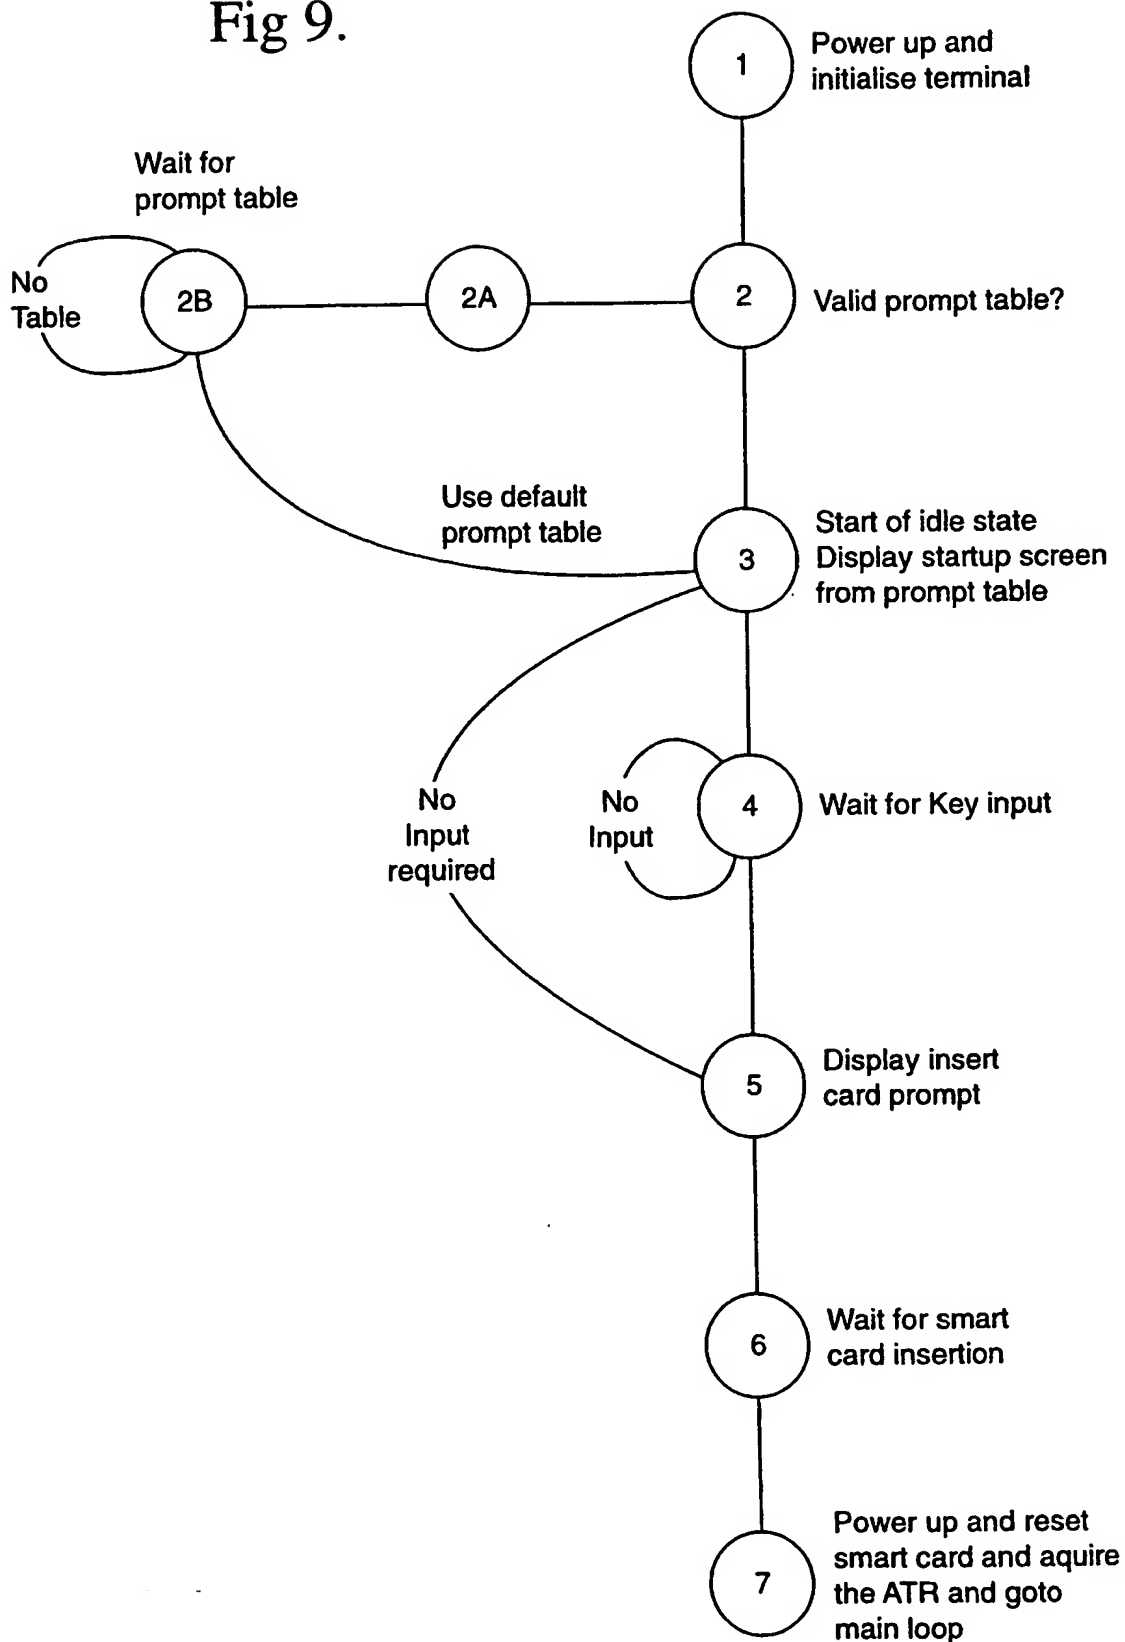 Fig 9.
1
Power up and
initialise terminal
Wait for
prompt table
No
Table
2B
2A
2
Valid prompt table?
Use default
prompt table
3
Start of idle state
Display startup screen
from prompt table
No
Input
required
No
Input
4
Wait for Key input
5
Display insert
card prompt
6
Wait for smart
card insertion
7
Power up and reset
smart card and aquire
the ATR and goto
main loop